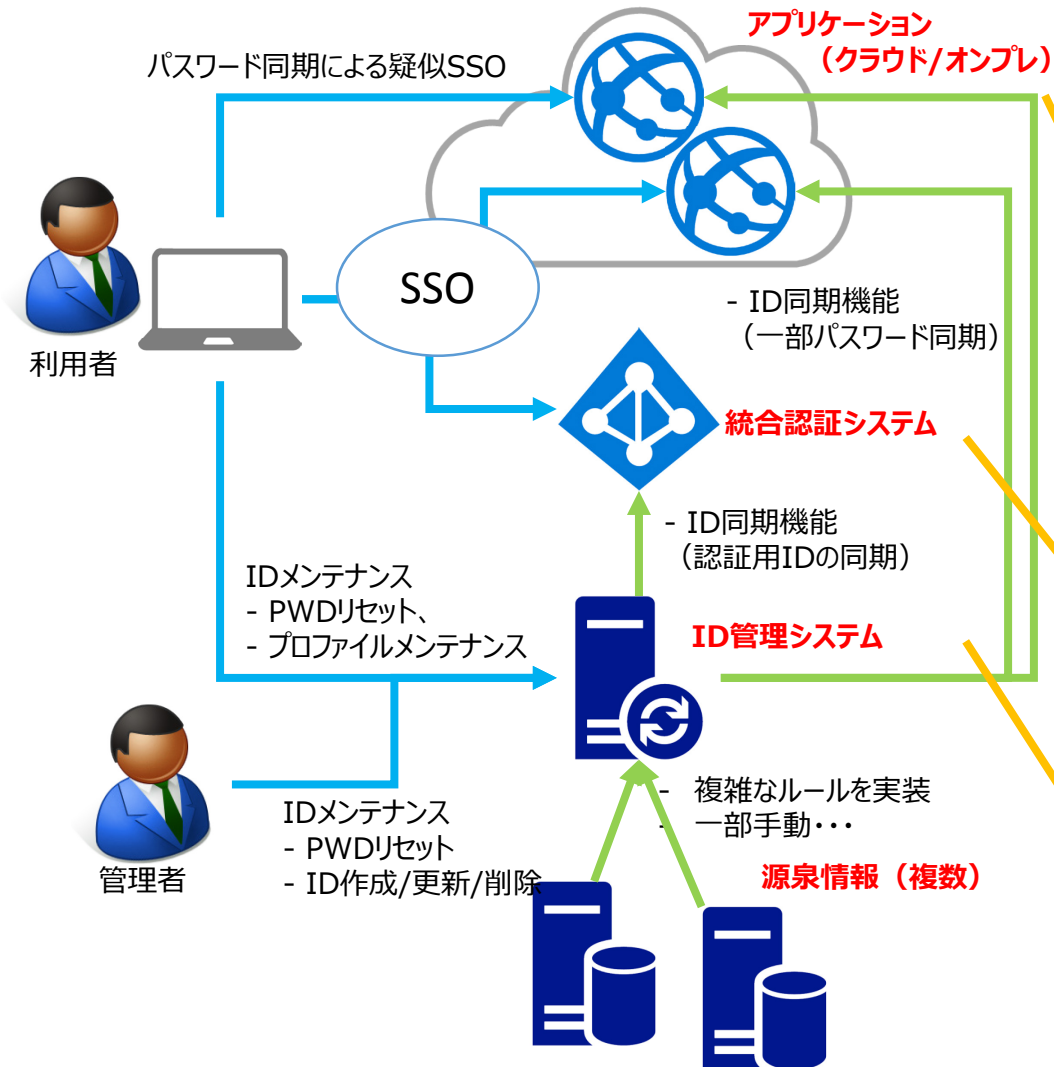 アプリケーション
（クラウド/オンプレ）
パスワード同期による疑似SSO
SSO
利用者
- ID同期機能
（一部パスワード同期）
統合認証システム
- ID同期機能
（認証用IDの同期）
IDメンテナンス
- PWDリセット、
- プロファイルメンテナンス
ID管理システム
- 複雑なルールを実装
- 一部手動・・・
IDメンテナンス
- PWDリセット
- ID作成/更新/削除
管理者
源泉情報（複数）